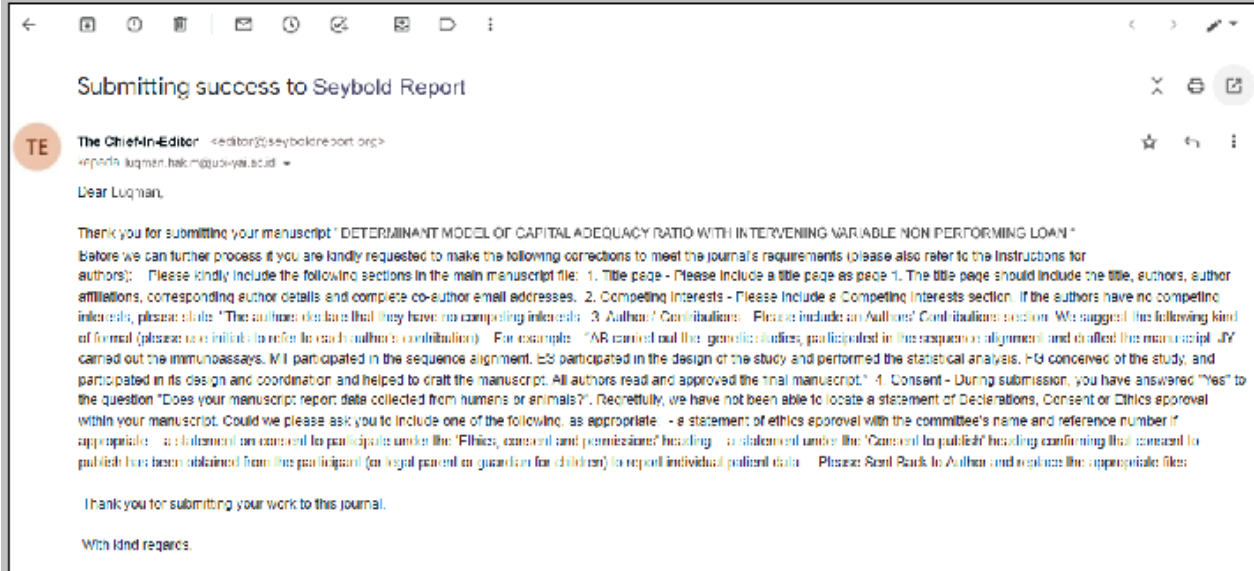 Submitting success to Seybold Report
TE
The Chief-In-Editor <editor@seyboldreport.org>
kepada luqman.hakim@upi-yai.ac.id
Dear Luqman,
Thank you for submitting your manuscript " DETERMINANT MODEL OF CAPITAL ADEQUACY RATIO WITH INTERVENING VARIABLE NON PERFORMING LOAN "
Before we can further process it you are kindly requested to make the following corrections to meet the journal's requirements (please also refer to the Instructions for
authors): Please kindly include the following sections in the main manuscript file: 1. Title page - Please include a title page as page 1. The title page should include the title, authors, author
affiliations, corresponding author details and complete co-author email addresses. 2. Competing Interests - Please include a Competing Interests section. If the authors have no competing
interests, please state "The authors declare that they have no competing interests 3. Authors' Contributions - Please include an Authors' Contributions section. We suggest the following kind
of format (please use initials to refer to each author's contribution) For example "AB carried out the genetic studies, participated in the sequence alignment and drafted the manuscript. JY
carried out the immunoassays. MT participated in the sequence alignment. ES participated in the design of the study and performed the statistical analysis. FG conceived of the study, and
participated in its design and coordination and helped to draft the manuscript. All authors read and approved the final manuscript." 4. Consent - During submission, you have answered "Yes" to
the question "Does your manuscript report data collected from humans or animals?". Regretfully, we have not been able to locate a statement of Declarations, Consent or Ethics approval
within your manuscript. Could we please ask you to include one of the following, as appropriate: - a statement of ethics approval with the committee's name and reference number if
appropriate - a statement on consent to participate under the 'Ethics, consent and permissions' heading - a statement under the 'Consent to publish' heading confirming that consent to
publish has been obtained from the participant (or legal parent or guardian for children) to report individual patient data Please Sent Back to Author and replace the appropriate files
Thank you for submitting your work to this journal.
With kind regards,